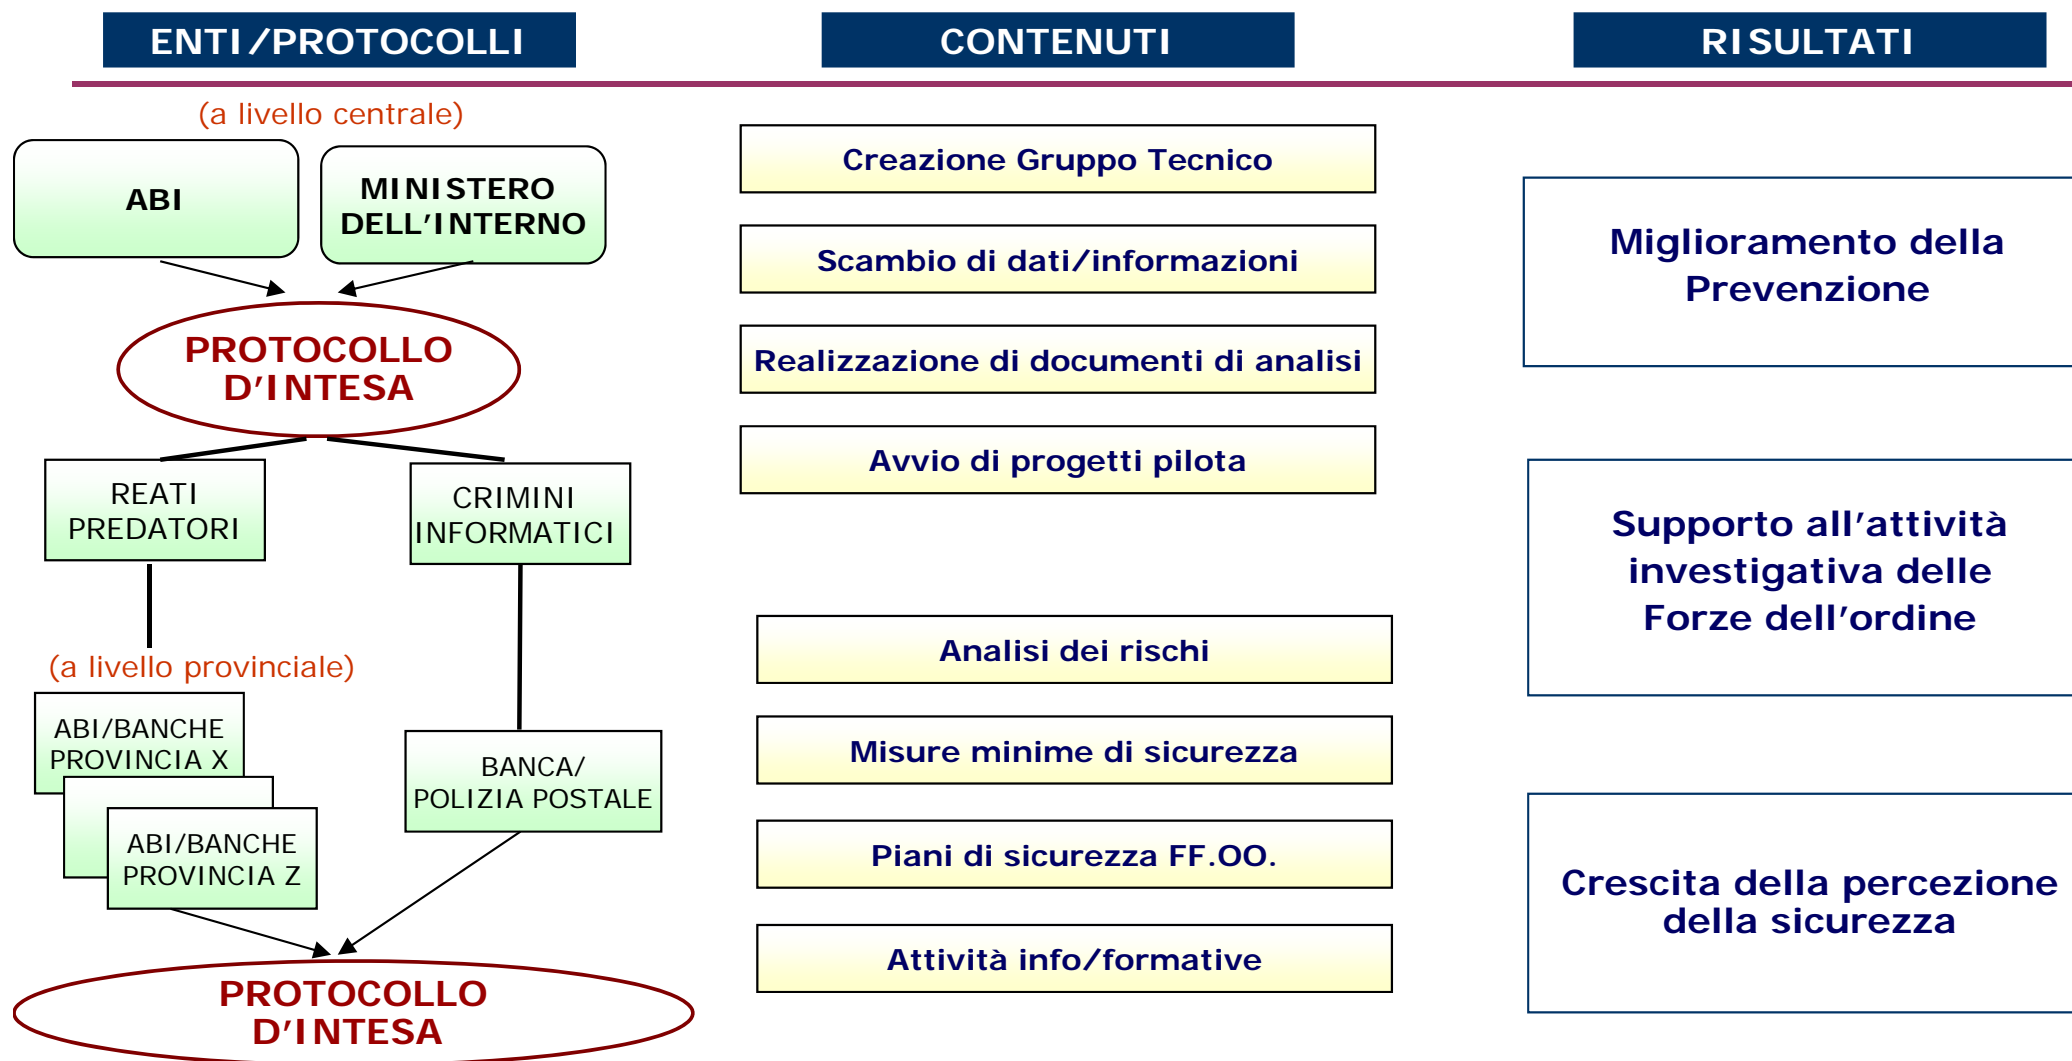 ENTI/PROTOCOLLI
CONTENUTI
RISULTATI
(a livello centrale)
ABI
MINISTERO
DELL'INTERNO
PROTOCOLLO
D'INTESA
REATI
PREDATORI
CRIMINI
INFORMATICI
(a livello provinciale)
ABI/BANCHE
PROVINCIA X
ABI/BANCHE
PROVINCIA Z
BANCA/
POLIZIA POSTALE
PROTOCOLLO
D'INTESA
Creazione Gruppo Tecnico
Scambio di dati/informazioni
Realizzazione di documenti di analisi
Avvio di progetti pilota
Analisi dei rischi
Misure minime di sicurezza
Piani di sicurezza FF.OO.
Attività info/formative
Miglioramento della
Prevenzione
Supporto all'attività
investigativa delle
Forze dell'ordine
Crescita della percezione
della sicurezza